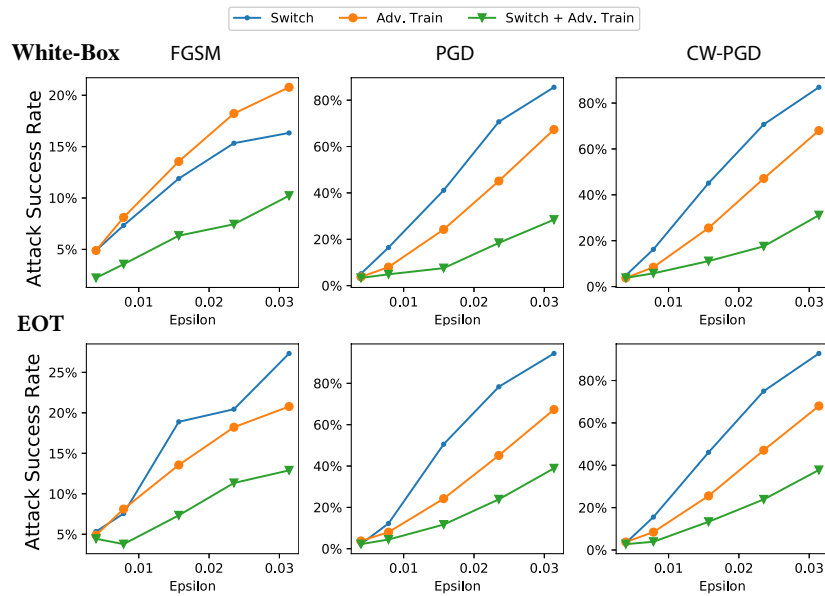 Switch Adv. Train Switch + Adv. Train
White-Box FGSM PGD CW-PGD
Attack Success Rate
20%
15%
10%
5%
0.01 0.02 0.03
Epsilon
80%
60%
40%
20%
0%
0.01 0.02 0.03
Epsilon
80%
60%
40%
20%
0%
0.01 0.02 0.03
Epsilon
EOT
Attack Success Rate
25%
20%
15%
10%
5%
0.01 0.02 0.03
Epsilon
80%
60%
40%
20%
0%
0.01 0.02 0.03
Epsilon
80%
60%
40%
20%
0%
0.01 0.02 0.03
Epsilon